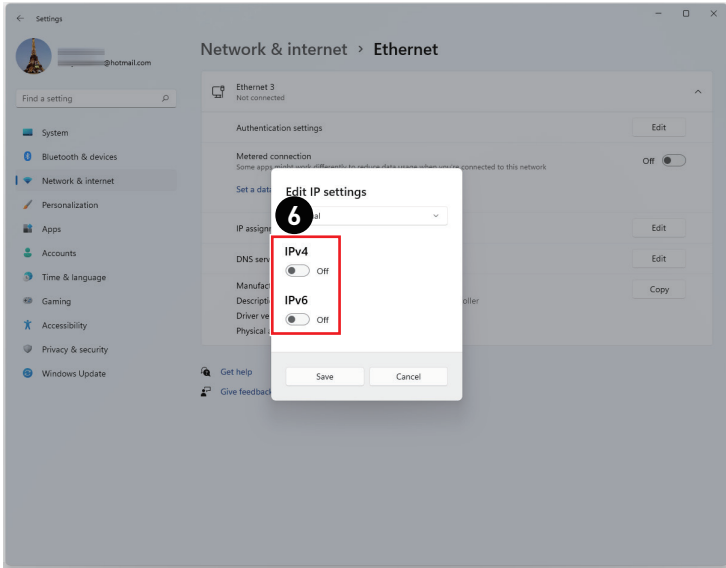 Settings
@hotmail.com
Find a setting
System
Bluetooth & devices
Network & internet
Personalization
Apps
Accounts
Time & language
Gaming
Accessibility
Privacy & security
Windows Update
Network & internet › Ethernet
Ethernet 3
Not connected
Authentication settings
Edit
Metered connection
Some apps might work differently to reduce data usage when you're connected to this network
Off
Set a data
IP assign
Edit
DNS serv
Edit
Manufac
Copy
Descripti
oller
Driver ve
Physical
Get help
Give feedback
Edit IP settings
6
al
IPv4
Off
IPv6
Off
Save
Cancel